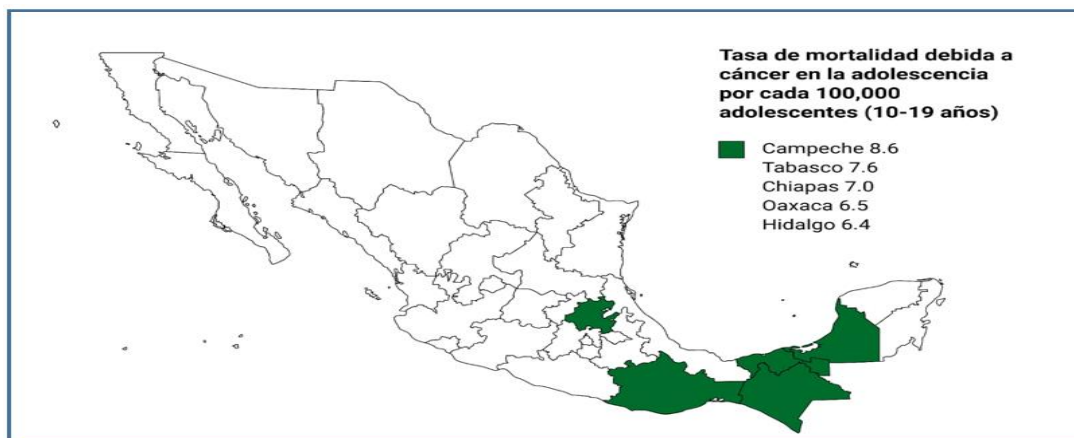 Tasa de mortalidad debida a
cáncer en la adolescencia
por cada 100,000
adolescentes (10-19 años)
Campeche 8.6
Tabasco 7.6
Chiapas 7.0
Oaxaca 6.5
Hidalgo 6.4